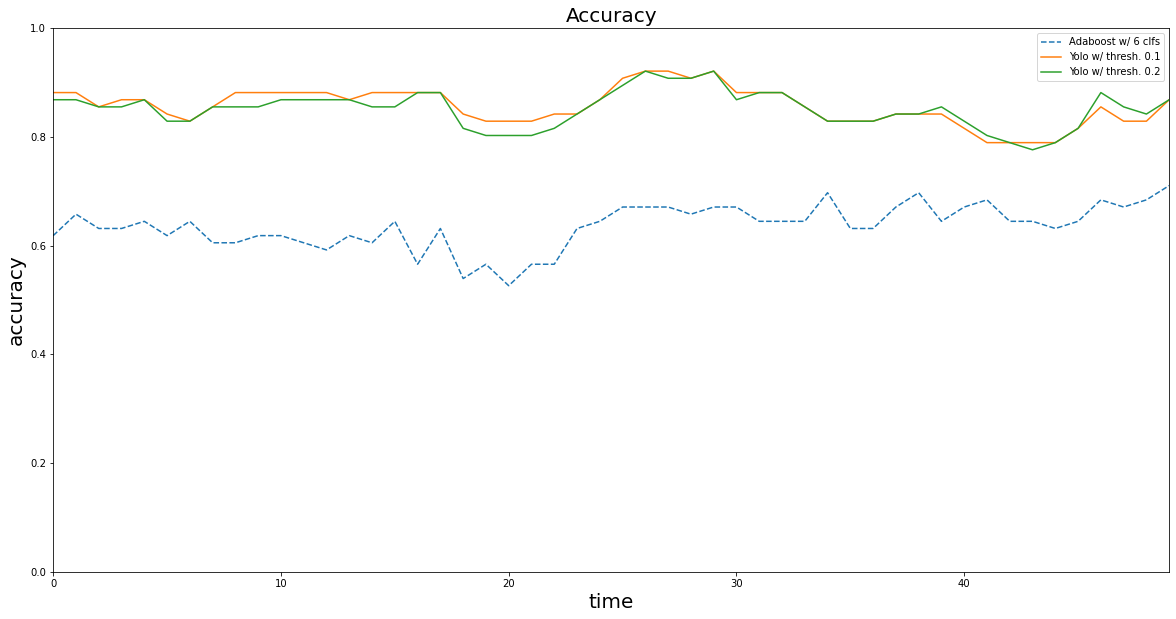 Accuracy
1.0
0.8
0.6
0.4
0.2
0.0
accuracy
Adaboost w/ 6 clfs
Yolo w/ thresh. 0.1
Yolo w/ thresh. 0.2
0 10 20 30 40
time